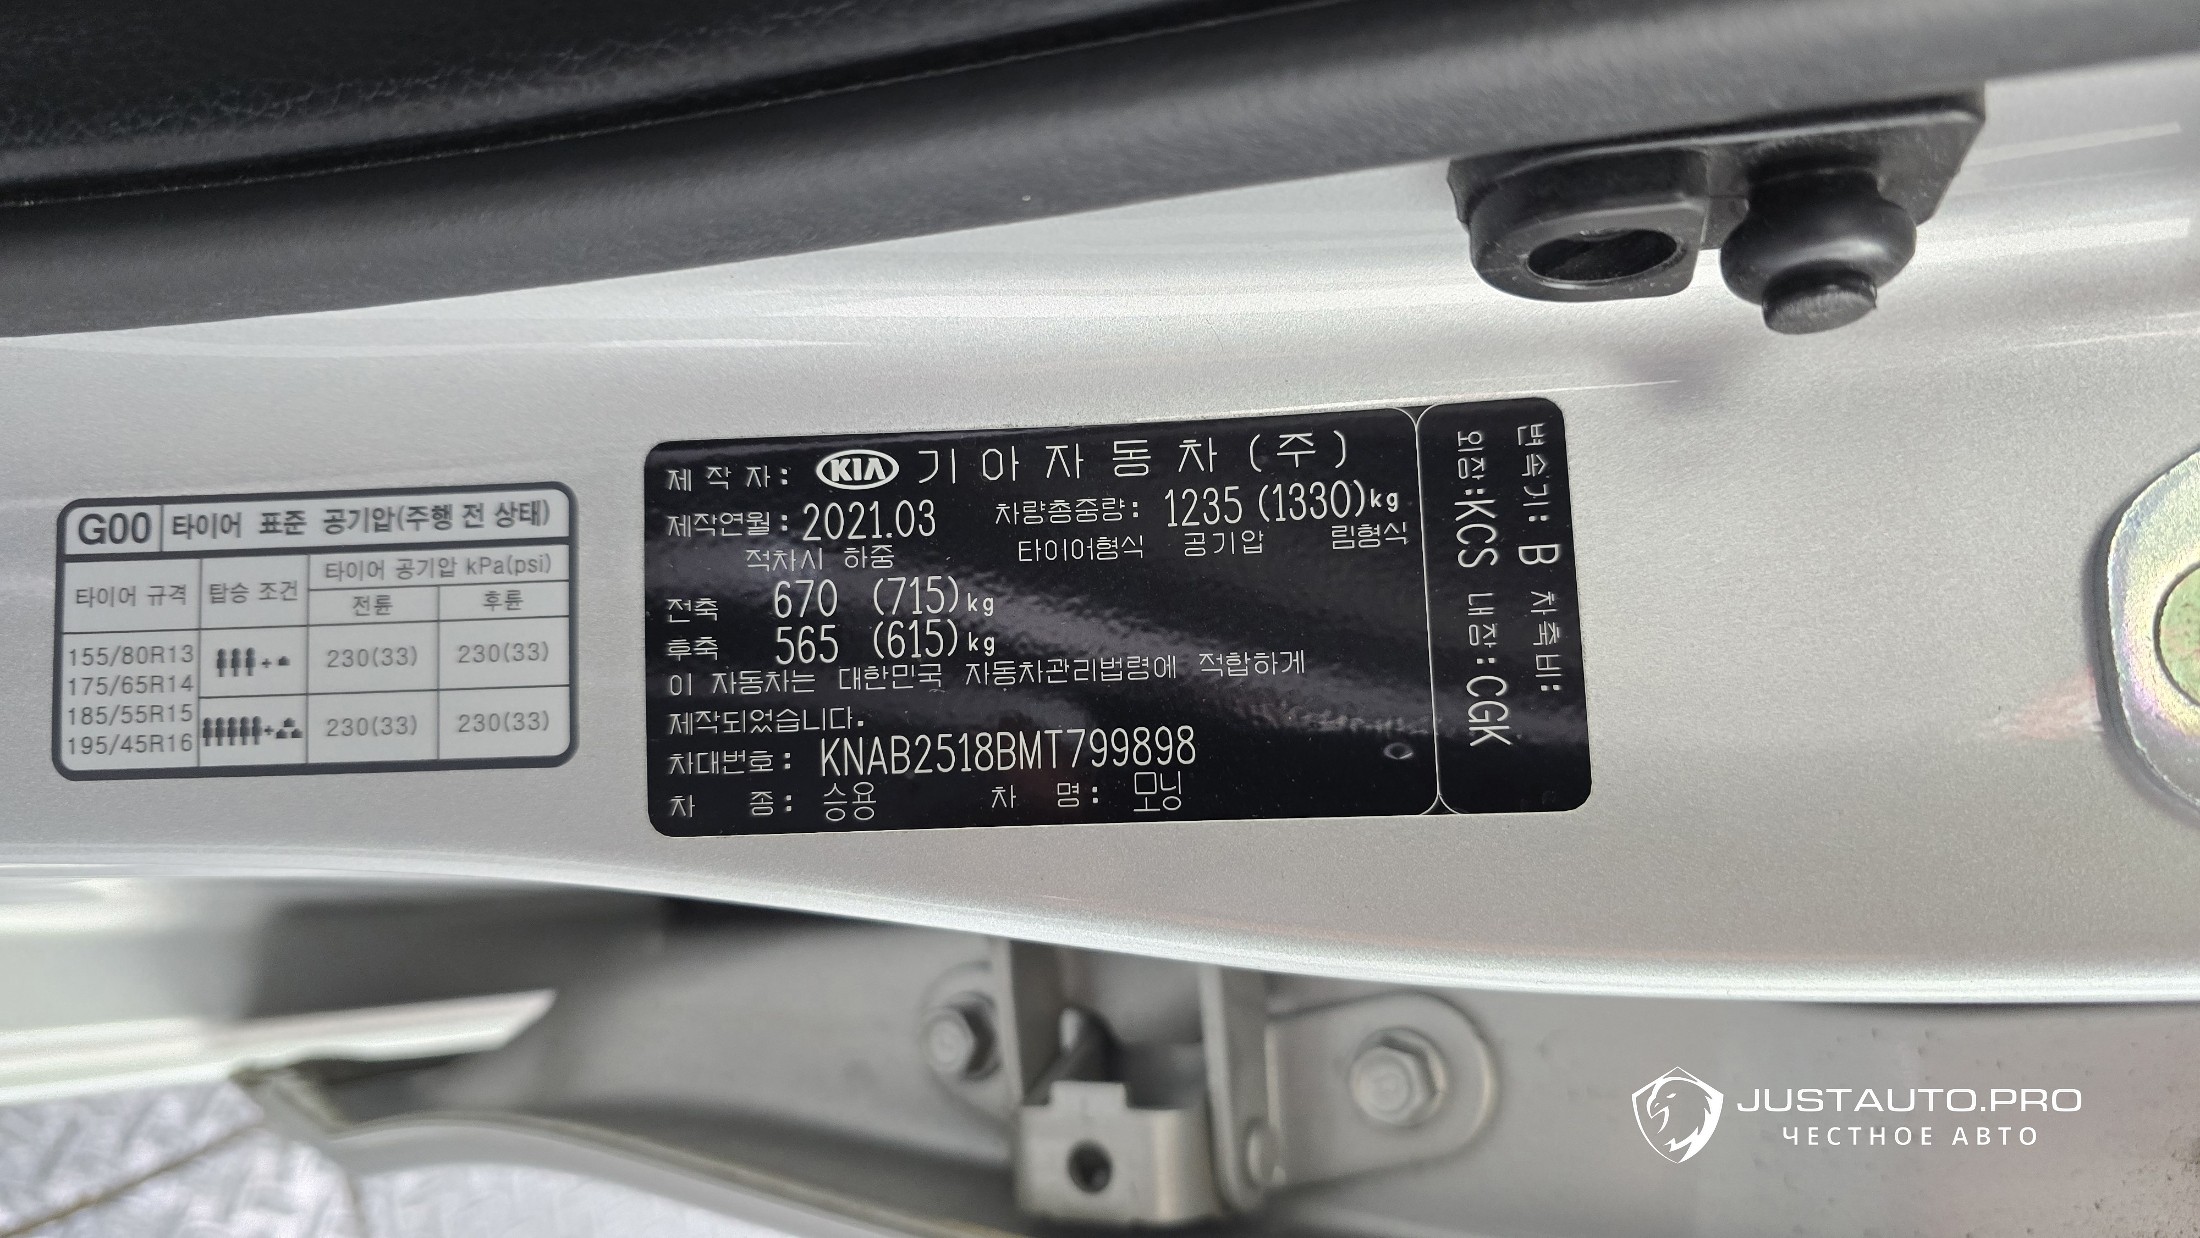 G00 타이어 표준 공기압(주행 전 상태)
타이어 규격 탑승 조건 타이어 공기압 kPa(psi)
전륜 후륜
155/80R13
175/65R14
185/55R15
195/45R16
230(33) 230(33)
230(33) 230(33)
제 작 자: KIA 기아자동차(주)
제작연월: 2021.03 차량총중량: 1235 (1330)kg
적차시 하중 타이어형식 공기압 림형식
전축 670 (715)kg
후축 565 (615)kg
이 자동차는 대한민국 자동차관리법령에 적합하게
제작되었습니다.
차대번호: KNAB2518BMT799898
차 종: 승용 차 명: 모닝
변속기: B 차축비:
외장:KCS 내장:CGK
JUSTAUTO.PRO
ЧЕСТНОЕ АВТО